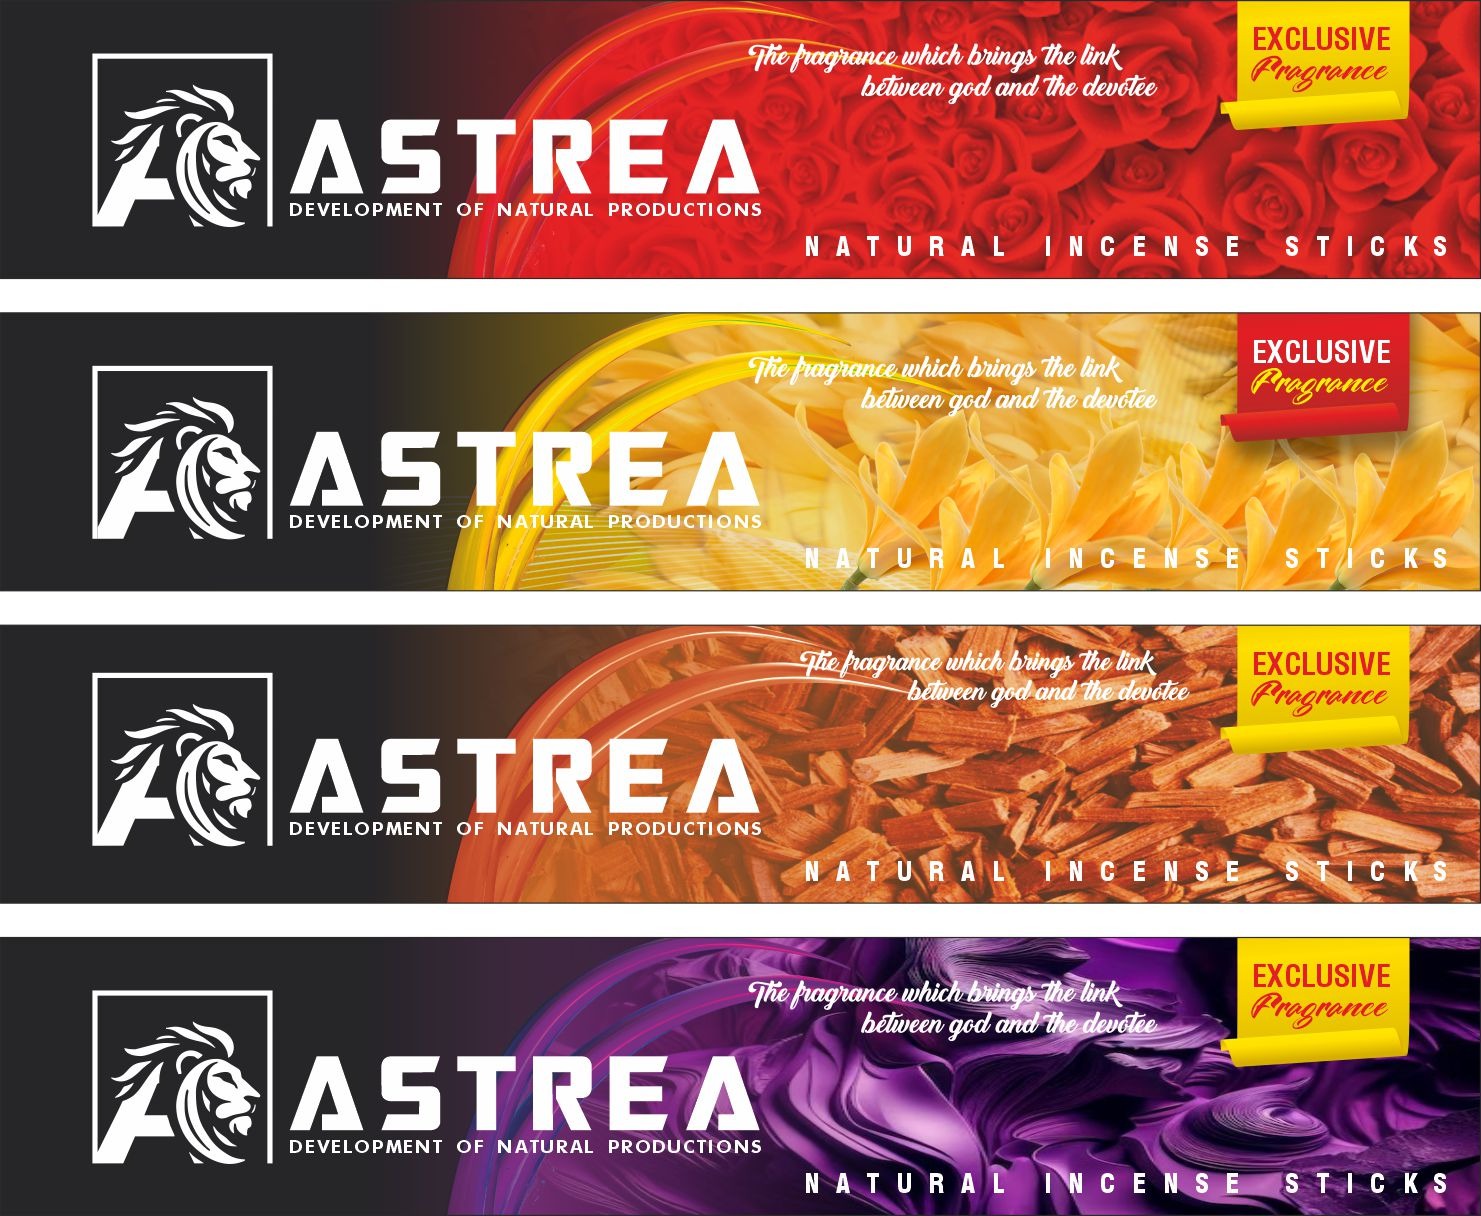 The fragrance which brings the link
between god and the devotee
EXCLUSIVE
Fragrance
ASTREA
DEVELOPMENT OF NATURAL PRODUCTIONS
NATURAL INCENSE STICKS
The fragrance which brings the link
between god and the devotee
EXCLUSIVE
Fragrance
ASTREA
DEVELOPMENT OF NATURAL PRODUCTIONS
NATURAL INCENSE STICKS
The fragrance which brings the link
between god and the devotee
EXCLUSIVE
Fragrance
ASTREA
DEVELOPMENT OF NATURAL PRODUCTIONS
NATURAL INCENSE STICKS
The fragrance which brings the link
between god and the devotee
EXCLUSIVE
Fragrance
ASTREA
DEVELOPMENT OF NATURAL PRODUCTIONS
NATURAL INCENSE STICKS